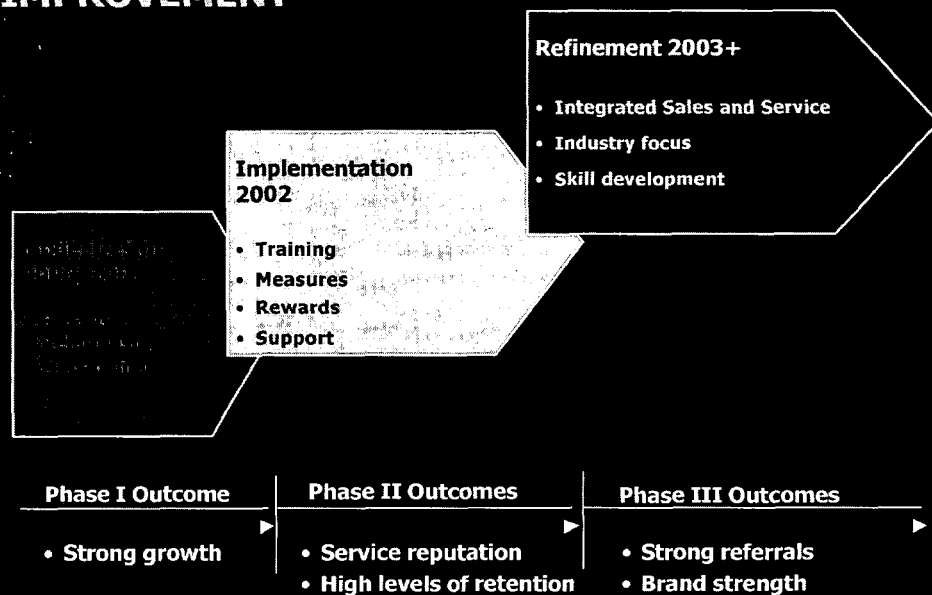 IMPROVEMENT
Refinement 2003+
• Integrated Sales and Service
• Industry focus
• Skill development
Implementation
2002
• Training
• Measures
• Rewards
• Support
Phase I Outcome
• Strong growth
Phase II Outcomes
• Service reputation
• High levels of retention
Phase III Outcomes
• Strong referrals
• Brand strength